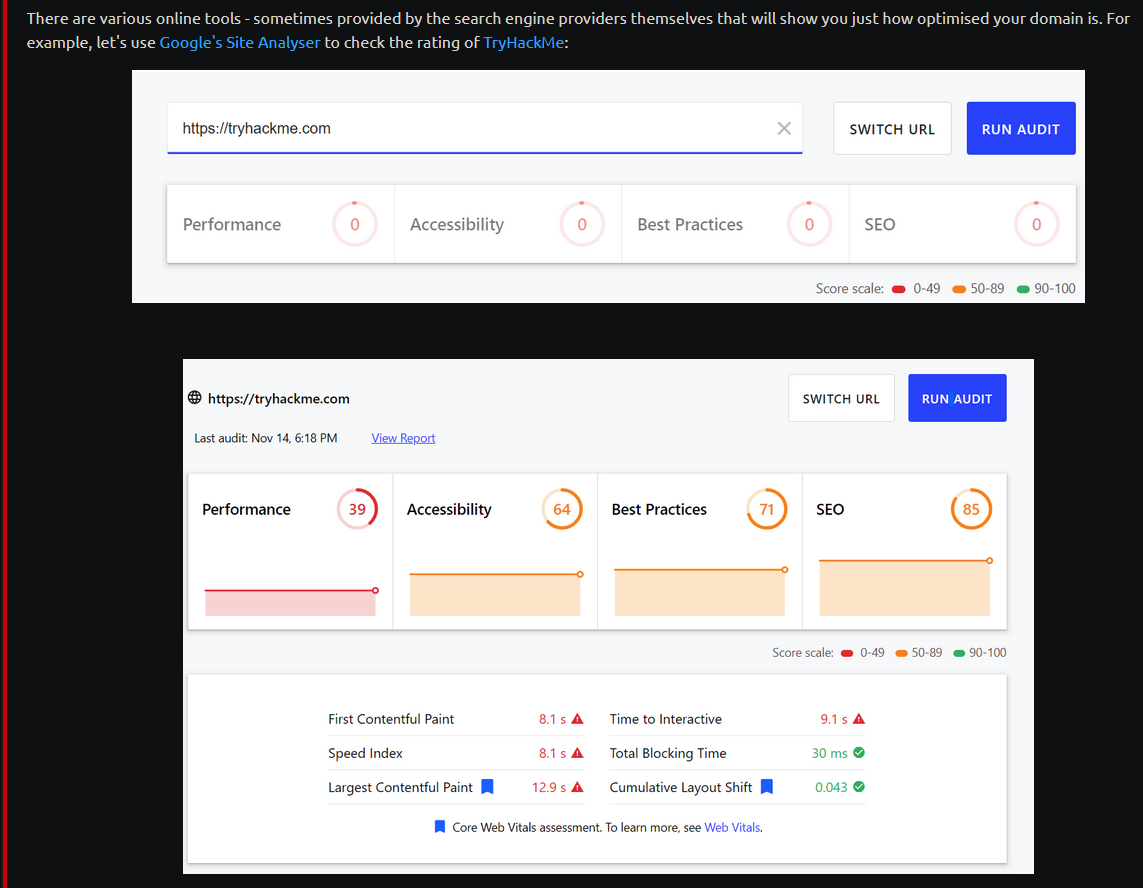 There are various online tools - sometimes provided by the search engine providers themselves that will show you just how optimised your domain is. For
example, let's use Google's Site Analyser to check the rating of TryHackMe:
https://tryhackme.com
SWITCH URL
RUN AUDIT
Performance 0
Accessibility 0
Best Practices 0
SEO 0
Score scale: 0-49 50-89 90-100
https://tryhackme.com
SWITCH URL
RUN AUDIT
Last audit: Nov 14, 6:18 PM View Report
Performance 39
Accessibility 64
Best Practices 71
SEO 85
Score scale: 0-49 50-89 90-100
First Contentful Paint 8.1 s
Time to Interactive 9.1 s
Speed Index 8.1 s
Total Blocking Time 30 ms
Largest Contentful Paint 12.9 s
Cumulative Layout Shift 0.043
Core Web Vitals assessment. To learn more, see Web Vitals.